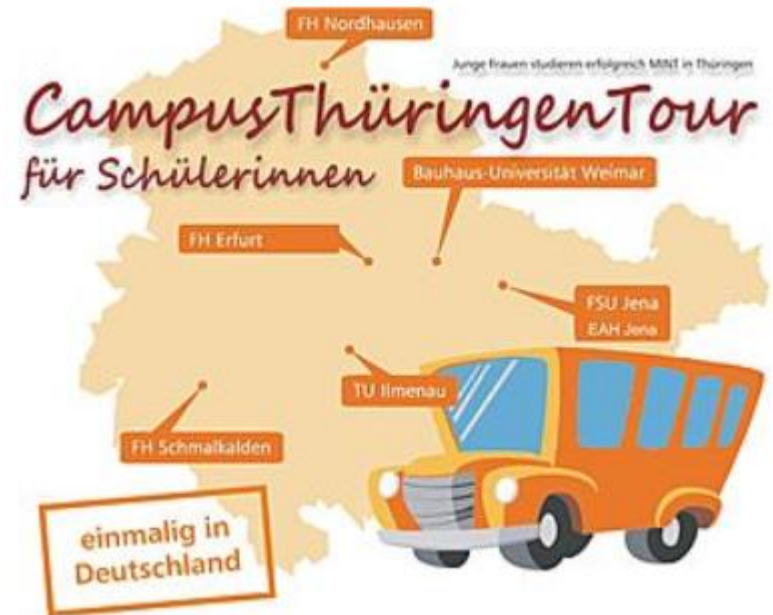 FH Nordhausen
Junge Frauen studieren erfolgreich MINT in Thüringen
CampusThüringenTour
für Schülerinnen
Bauhaus-Universität Weimar
FH Erfurt
FSU Jena
EAH Jena
TU Ilmenau
FH Schmalkalden
einmalig in
Deutschland